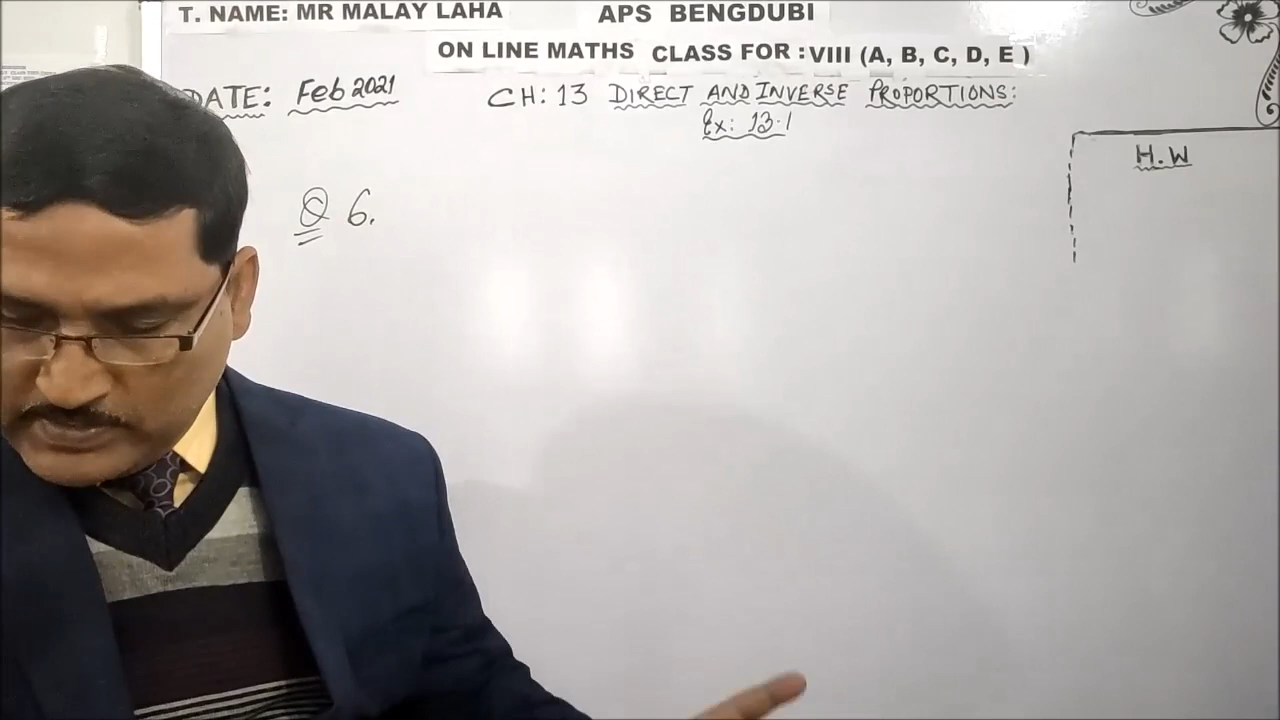 T. NAME: MR MALAY LAHA APS BENGDUBI
ON LINE MATHS CLASS FOR : VIII (A, B, C, D, E )
DATE: Feb 2021 CH: 13 DIRECT AND INVERSE PROPORTIONS:
Ex: 13.1
H.W
Q 6.